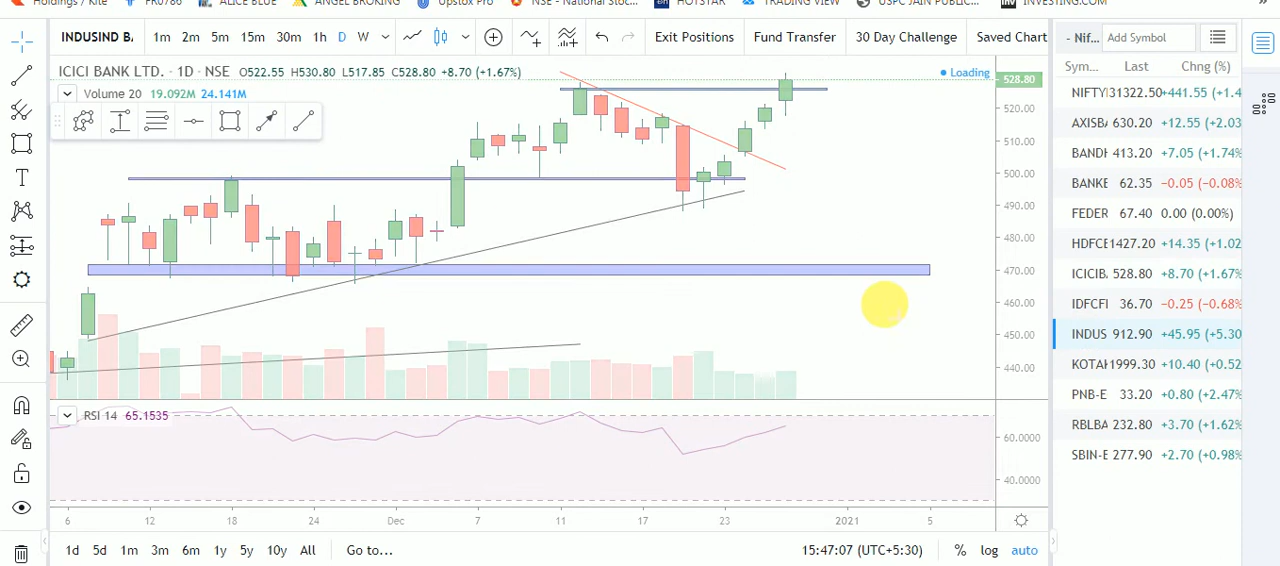 Holdings / Kite FR0786 ALICE BLUE ANGEL BROKING Upstox Pro NSE - National Stoc... HOTSTAR TRADING VIEW USPC JAIN PUBLIC... INVESTING.COM
INDUSIND B. 1m 2m 5m 15m 30m 1h D W Exit Positions Fund Transfer 30 Day Challenge Saved Chart
- Nif... Add Symbol
ICICI BANK LTD. · 1D · NSE O522.55 H530.80 L517.85 C528.80 +8.70 (+1.67%)
Loading
Volume 20 19.092M 24.141M
528.80
520.00
510.00
500.00
490.00
480.00
470.00
460.00
450.00
440.00
RSI 14 65.1535
60.0000
40.0000
6 12 18 24 Dec 7 11 17 23 2021 5
1d 5d 1m 3m 6m 1y 5y 10y All Go to... 15:47:07 (UTC+5:30) % log auto
Sym... Last Chng (%)
NIFTY 31322.50 +441.55 (+1.4
AXISB 630.20 +12.55 (+2.03
BANDH 413.20 +7.05 (+1.74%
BANKE 62.35 −0.05 (−0.08%
FEDER 67.40 0.00 (0.00%)
HDFCE 1427.20 +14.35 (+1.02
ICICIB 528.80 +8.70 (+1.67%
IDFCFI 36.70 −0.25 (−0.68%
INDUS 912.90 +45.95 (+5.30
KOTAK 1999.30 +10.40 (+0.52
PNB-E 33.20 +0.80 (+2.47%
RBLBA 232.80 +3.70 (+1.62%
SBIN-E 277.90 +2.70 (+0.98%